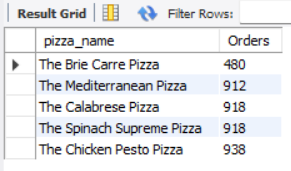 Result Grid Filter Rows:
pizza_name Orders
The Brie Carre Pizza 480
The Mediterranean Pizza 912
The Calabrese Pizza 918
The Spinach Supreme Pizza 918
The Chicken Pesto Pizza 938